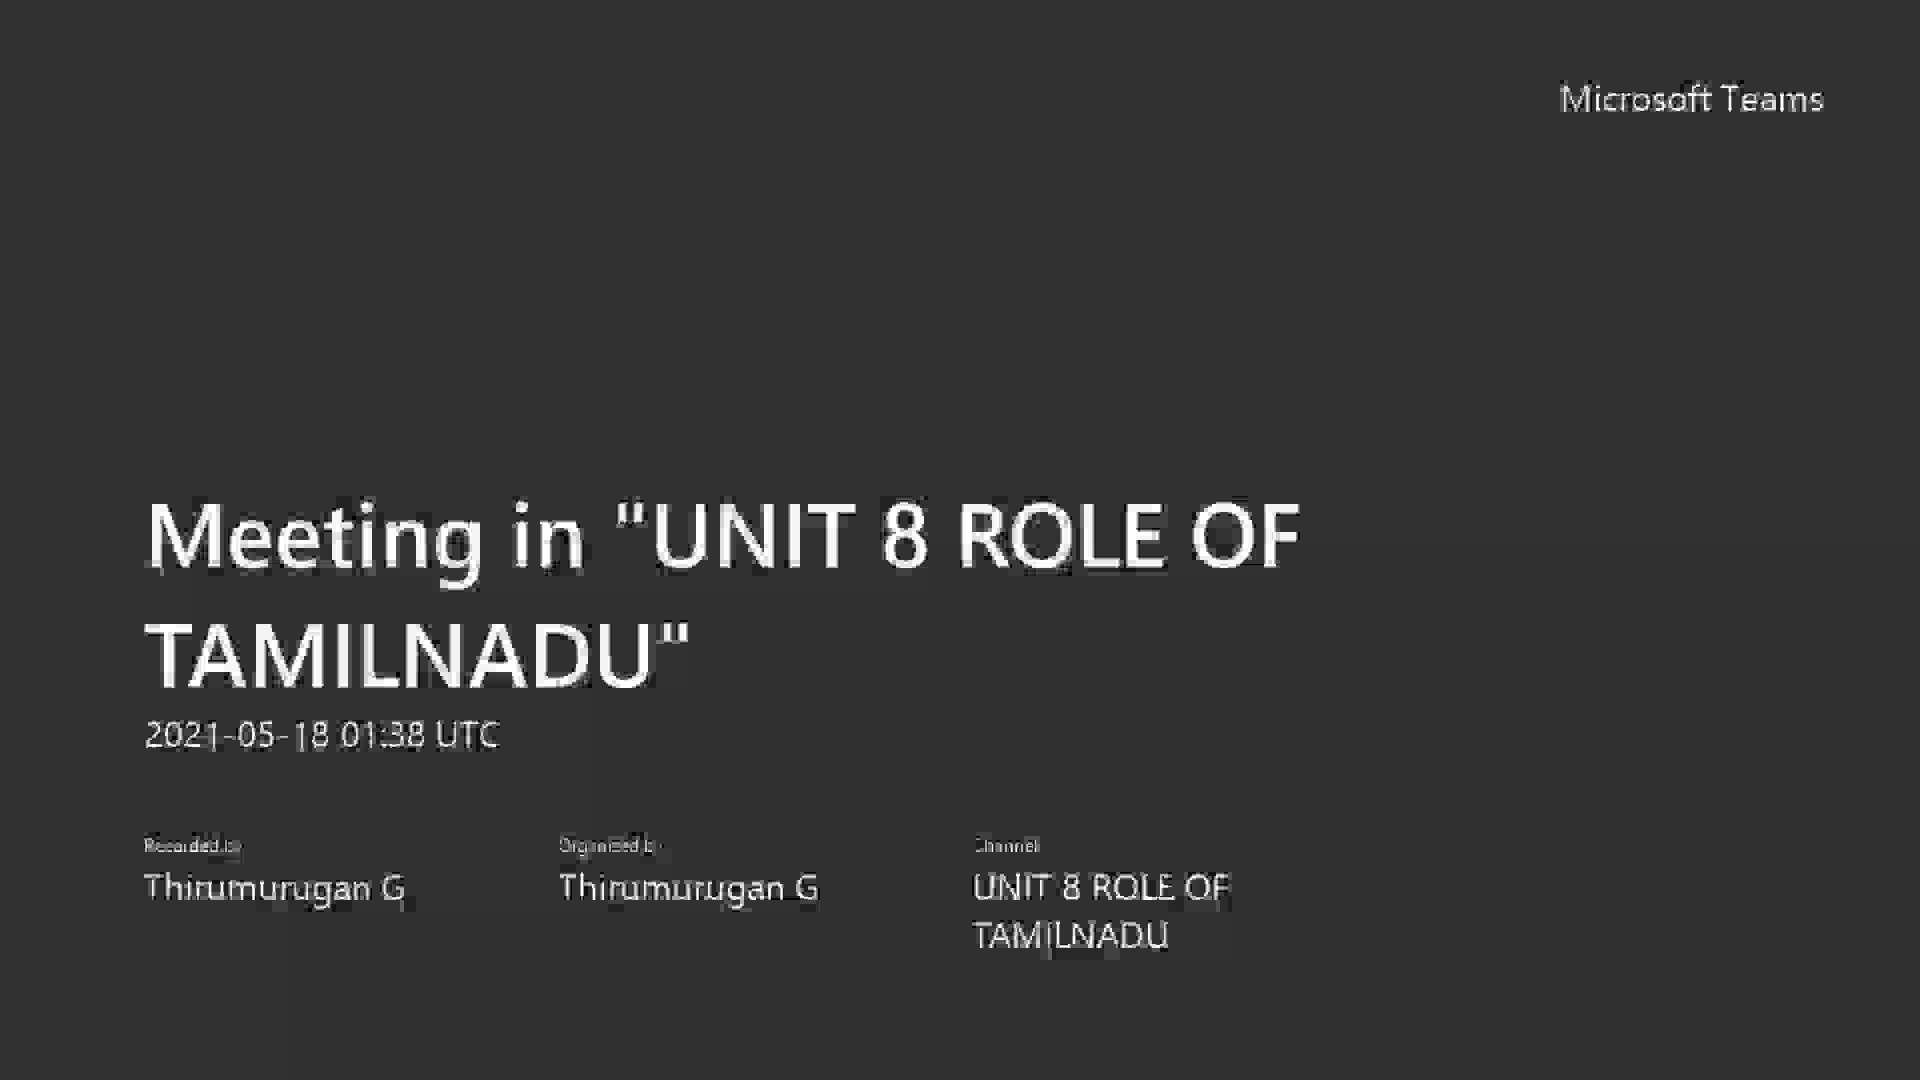 Microsoft Teams
Meeting in "UNIT 8 ROLE OF
TAMILNADU"
2021-05-18 01:38 UTC
Recorded by
Organized by
Channel
Thirumurugan G
Thirumurugan G
UNIT 8 ROLE OF
TAMILNADU